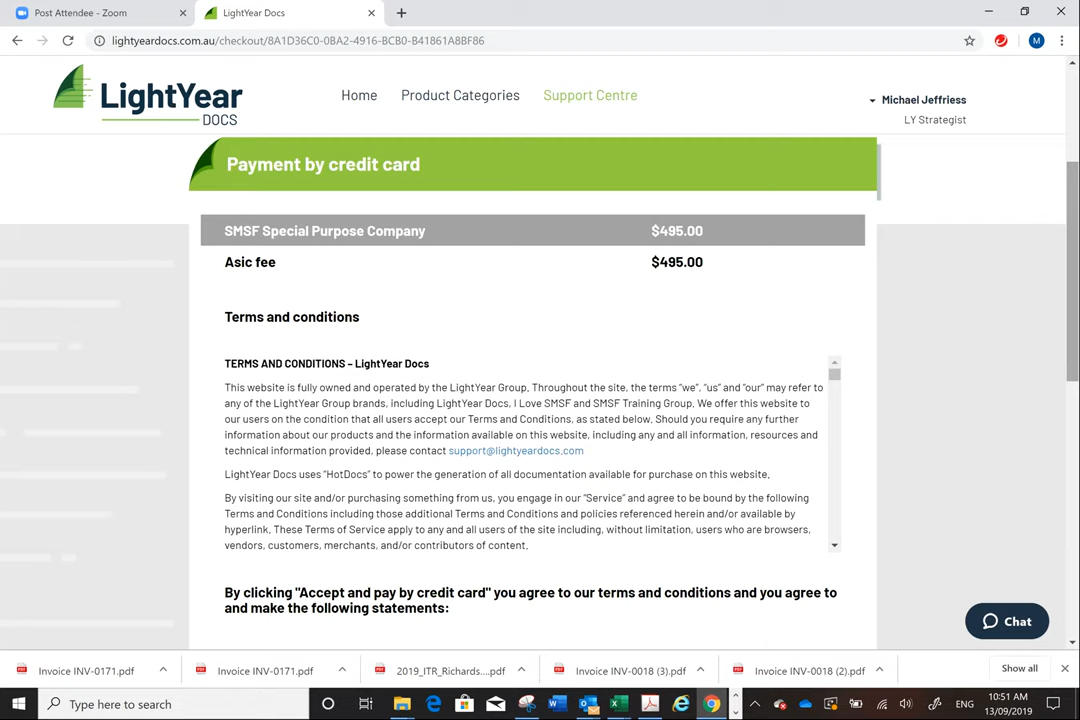 Post Attendee - Zoom
LightYear Docs
lightyeardocs.com.au/checkout/8A1D36C0-0BA2-4916-BCB0-B41861A8BF86
M
LightYear
DOCS
Home
Product Categories
Support Centre
Michael Jeffriess
LY Strategist
Payment by credit card
SMSF Special Purpose Company $495.00
Asic fee $495.00
Terms and conditions
TERMS AND CONDITIONS – LightYear Docs
This website is fully owned and operated by the LightYear Group. Throughout the site, the terms “we”, “us” and “our” may refer to
any of the LightYear Group brands, including LightYear Docs, I Love SMSF and SMSF Training Group. We offer this website to
our users on the condition that all users accept our Terms and Conditions, as stated below. Should you require any further
information about our products and the information available on this website, including any and all information, resources and
technical information provided, please contact support@lightyeardocs.com
LightYear Docs uses “HotDocs” to power the generation of all documentation available for purchase on this website.
By visiting our site and/or purchasing something from us, you engage in our “Service” and agree to be bound by the following
Terms and Conditions including those additional Terms and Conditions and policies referenced herein and/or available by
hyperlink. These Terms of Service apply to any and all users of the site including, without limitation, users who are browsers,
vendors, customers, merchants, and/or contributors of content.
By clicking "Accept and pay by credit card" you agree to our terms and conditions and you agree to
and make the following statements:
Chat
Invoice INV-0171.pdf
Invoice INV-0171.pdf
2019_ITR_Richards....pdf
Invoice INV-0018 (3).pdf
Invoice INV-0018 (2).pdf
Show all
Type here to search
ENG
10:51 AM
13/09/2019